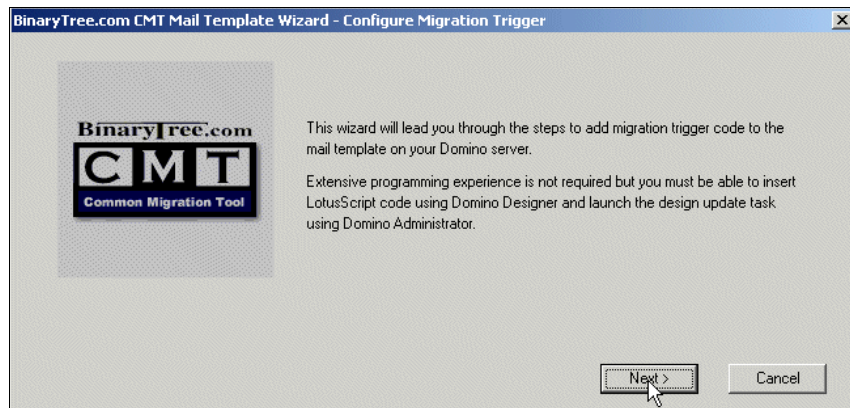 BinaryTree.com CMT Mail Template Wizard - Configure Migration Trigger
BinaryTree.com
CMT
Common Migration Tool
This wizard will lead you through the steps to add migration trigger code to the
mail template on your Domino server.
Extensive programming experience is not required but you must be able to insert
LotusScript code using Domino Designer and launch the design update task
using Domino Administrator.
Next >
Cancel